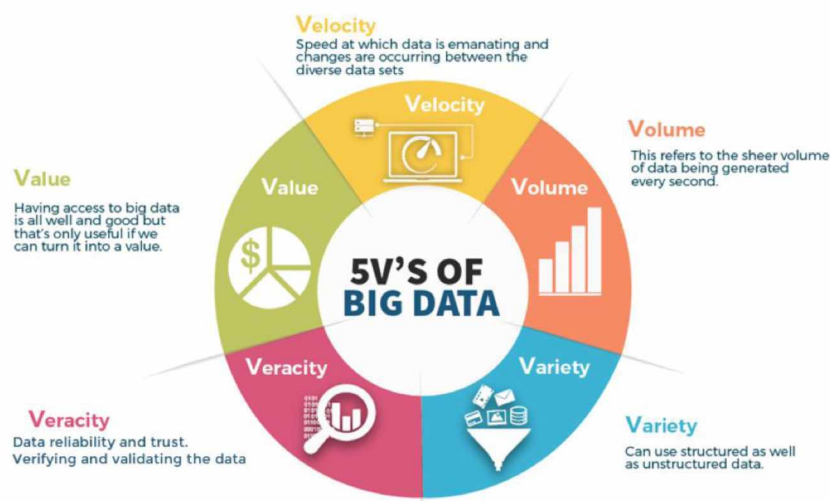 Velocity
Speed at which data is emanating and
changes are occurring between the
diverse data sets
Velocity
Volume
This refers to the sheer volume
of data being generated
every second.
Value
Having access to big data
is all well and good but
that's only useful if we
can turn it into a value.
Value
Volume
$
5V'S OF
BIG DATA
Veracity
Variety
Veracity
Data reliability and trust.
Verifying and validating the data
Variety
Can use structured as well
as unstructured data.